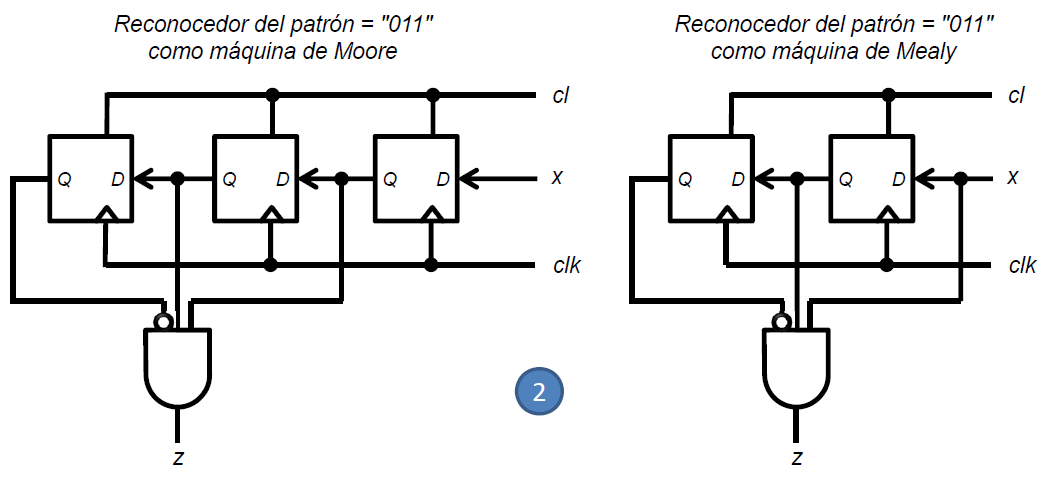 Reconocedor del patrón = "011"
como máquina de Moore
cl
Q D Q D Q D x
clk
z
2
Reconocedor del patrón = "011"
como máquina de Mealy
cl
Q D Q D x
clk
z